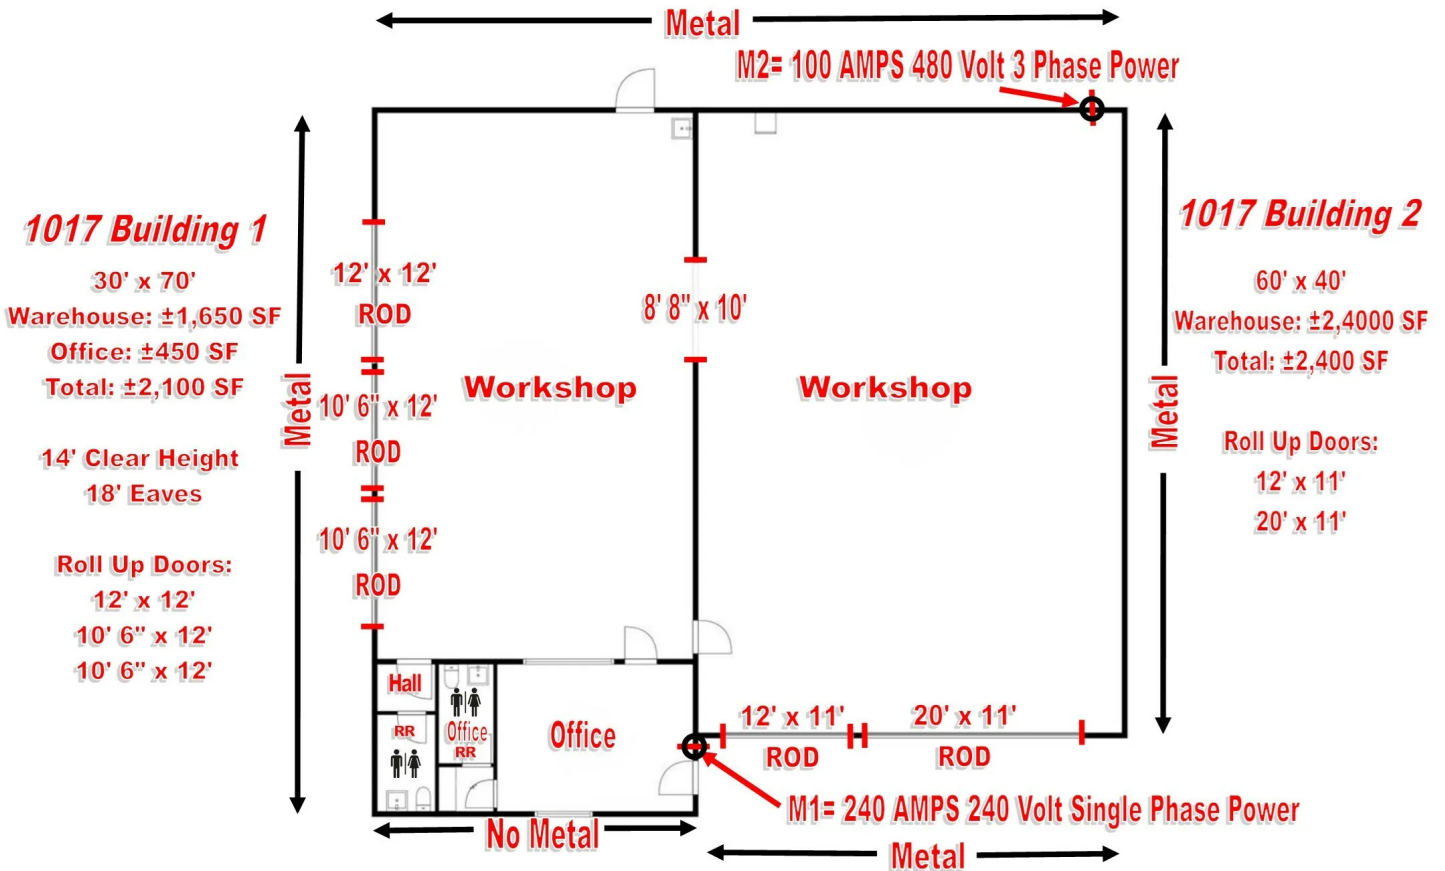 Metal
M2= 100 AMPS 480 Volt 3 Phase Power
1017 Building 1
30' x 70'
Warehouse: ±1,650 SF
Office: ±450 SF
Total: ±2,100 SF
14' Clear Height
18' Eaves
Roll Up Doors:
12' x 12'
10' 6" x 12'
10' 6" x 12'
Metal
12' x 12'
ROD
10' 6" x 12'
ROD
10' 6" x 12'
ROD
Workshop
8' 8" x 10'
Workshop
Metal
1017 Building 2
60' x 40'
Warehouse: ±2,4000 SF
Total: ±2,400 SF
Roll Up Doors:
12' x 11'
20' x 11'
Hall
RR
Office
RR
Office
12' x 11'
ROD
20' x 11'
ROD
M1= 240 AMPS 240 Volt Single Phase Power
No Metal
Metal